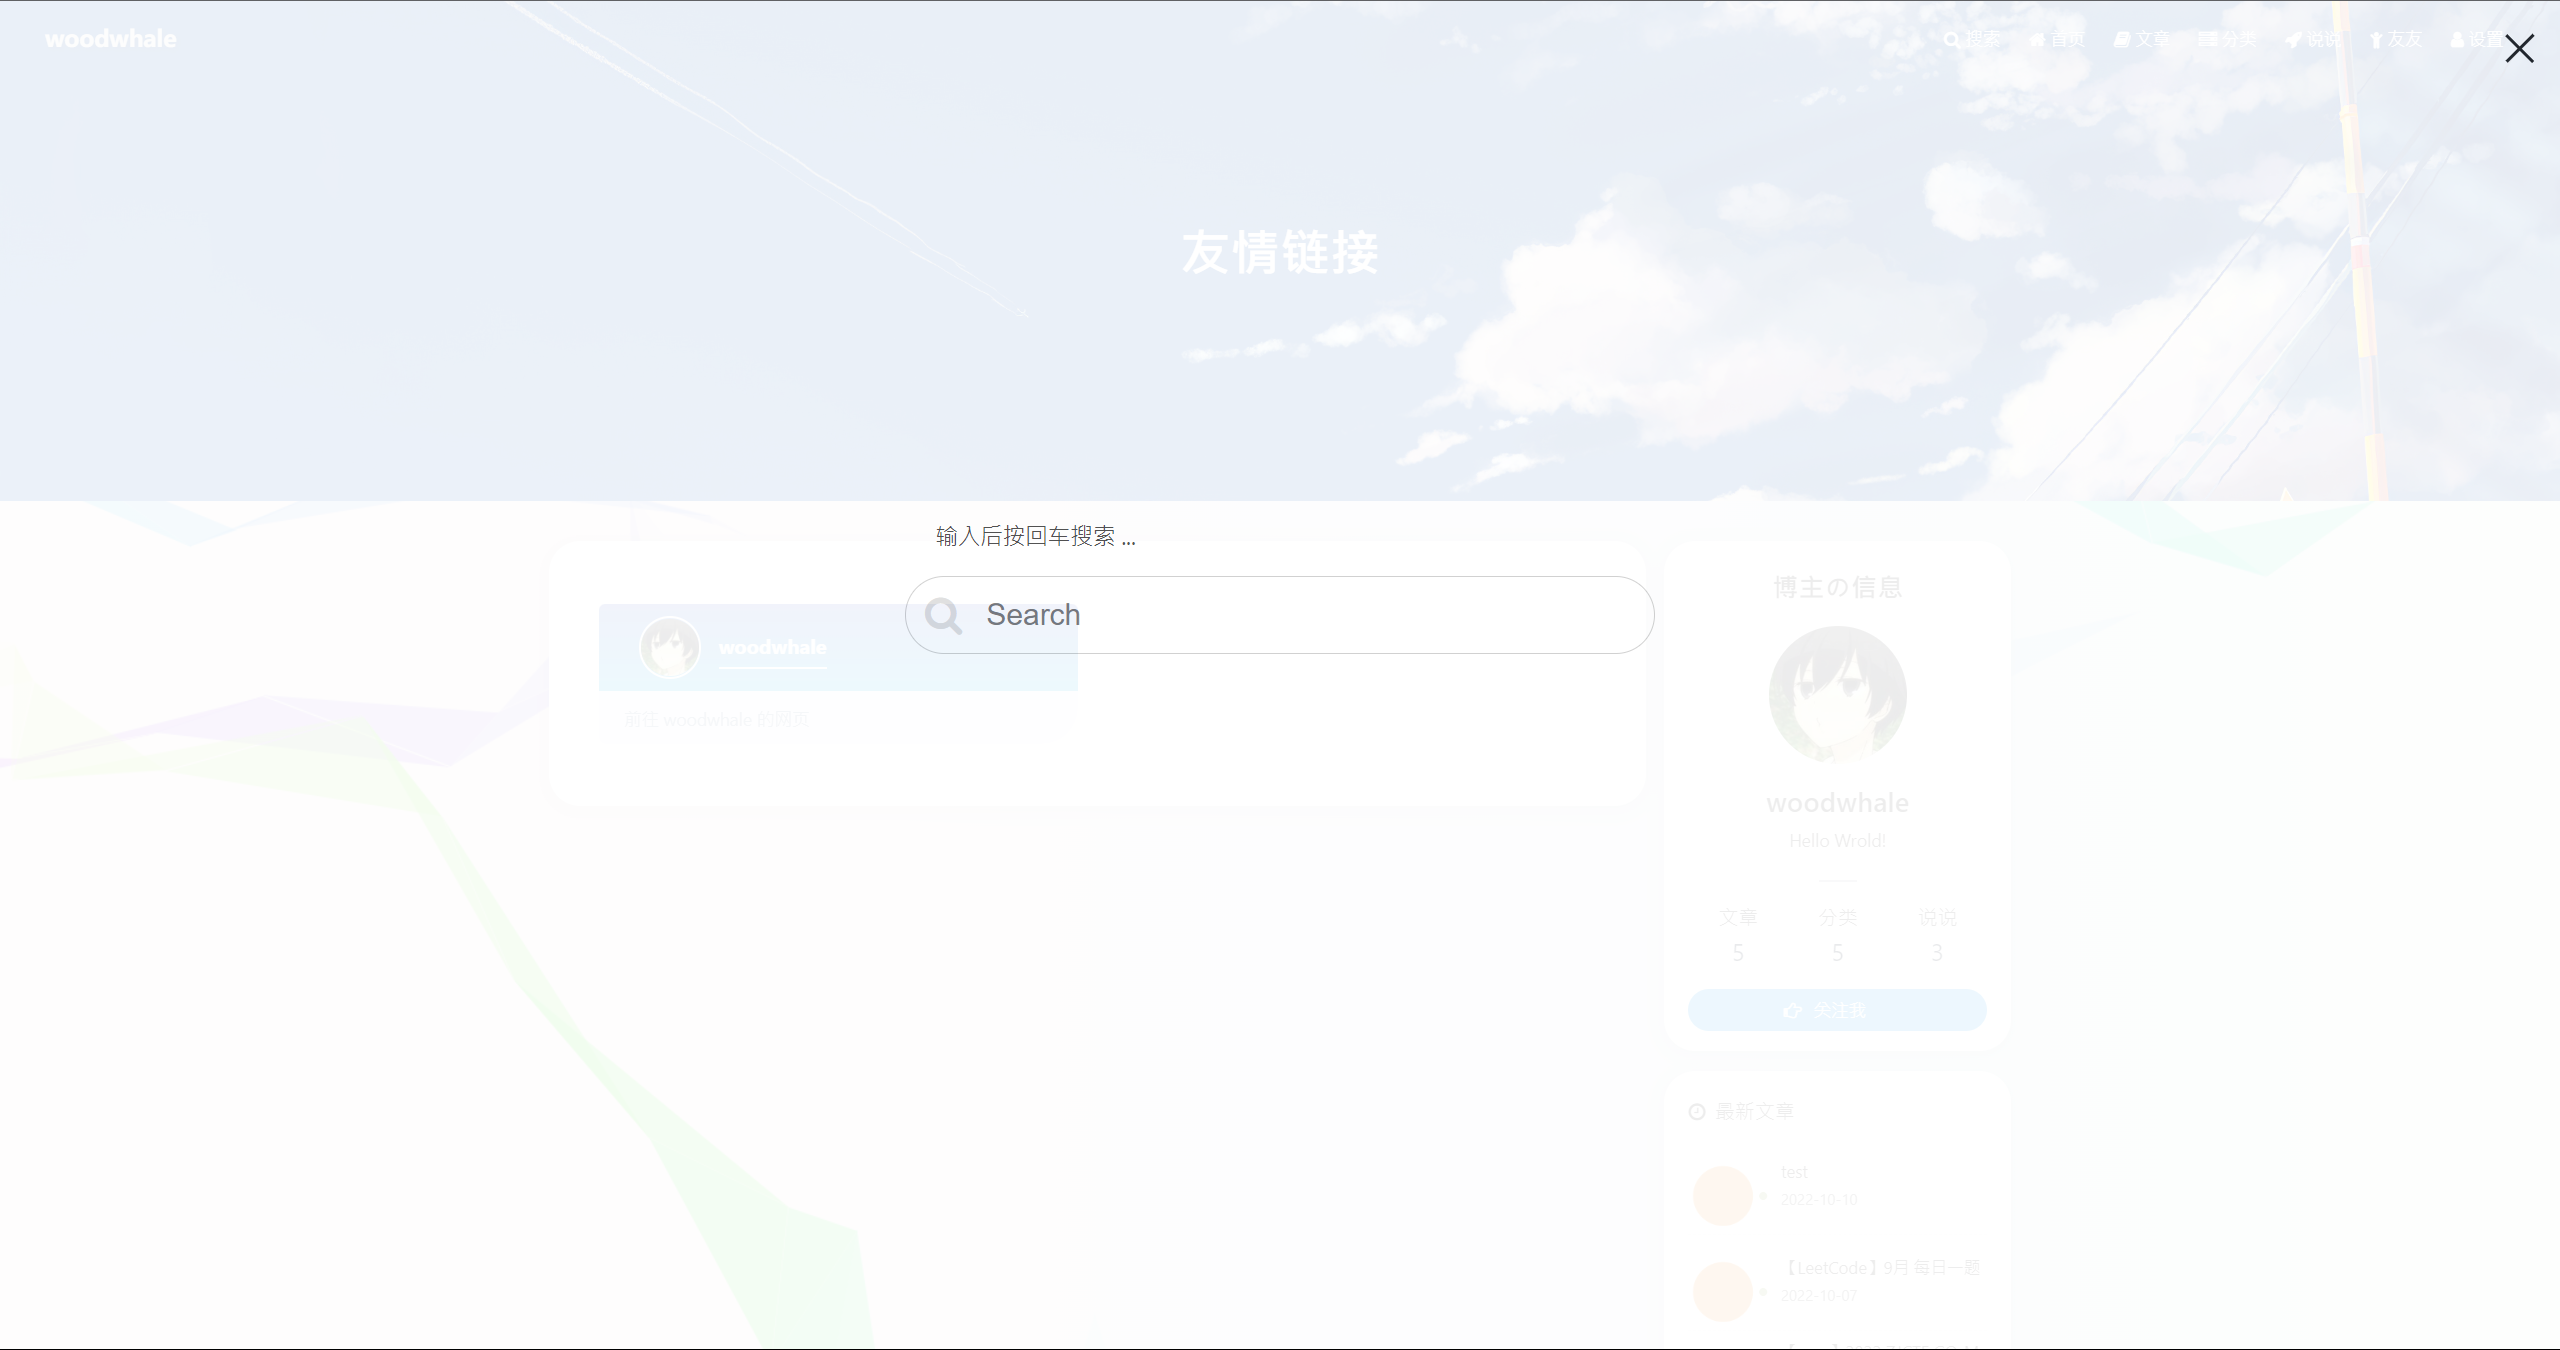 woodwhale
搜索 首页 文章 分类 说说 友友 设置
友情链接
输入后按回车搜索 ...
Search
woodwhale
前往 woodwhale 的网页
博主の信息
woodwhale
Hello Wrold!
文章 分类 说说
5 5 3
关注我
最新文章
test
2022-10-10
【LeetCode】9月 每日一题
2022-10-07